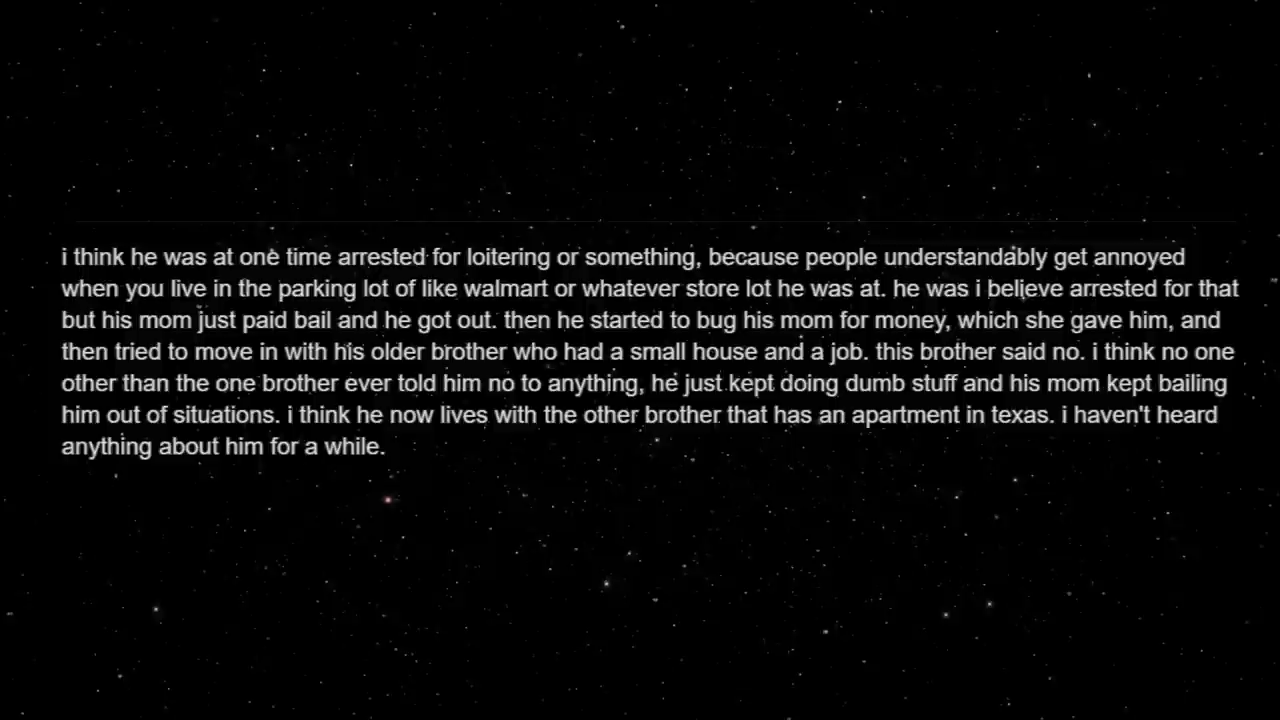 i think he was at one time arrested for loitering or something, because people understandably get annoyed
when you live in the parking lot of like walmart or whatever store lot he was at. he was i believe arrested for that
but his mom just paid bail and he got out. then he started to bug his mom for money, which she gave him, and
then tried to move in with his older brother who had a small house and a job. this brother said no. i think no one
other than the one brother ever told him no to anything, he just kept doing dumb stuff and his mom kept bailing
him out of situations. i think he now lives with the other brother that has an apartment in texas. i haven't heard
anything about him for a while.